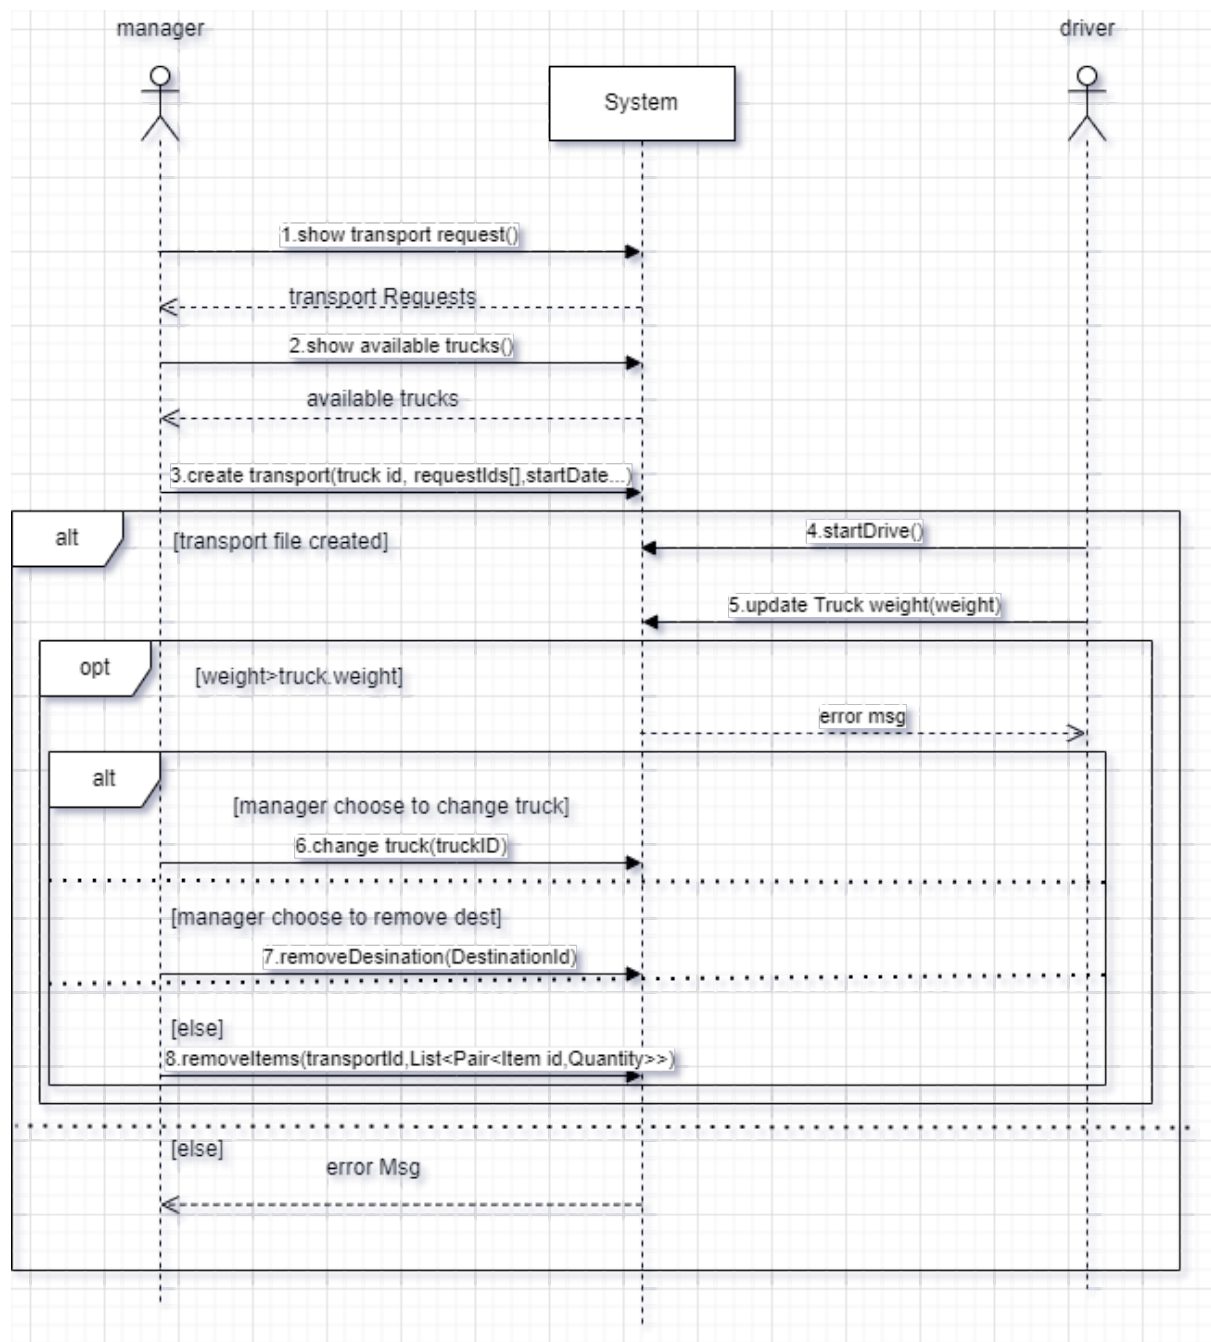 manager
driver
System
1.show transport request()
transport Requests
2.show available trucks()
available trucks
3.create transport(truck id, requestIds[],startDate...)
alt
[transport file created]
4.startDrive()
5.update Truck weight(weight)
opt
[weight>truck.weight]
error msg
alt
[manager choose to change truck]
6.change truck(truckID)
[manager choose to remove dest]
7.removeDesination(DestinationId)
[else]
8.removeItems(transportId,List<Pair<Item id,Quantity>>)
[else]
error Msg